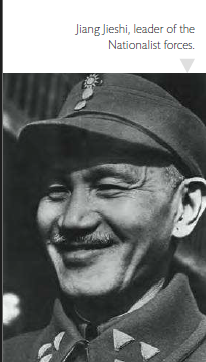 Jiang Jieshi, leader of the
Nationalist forces.